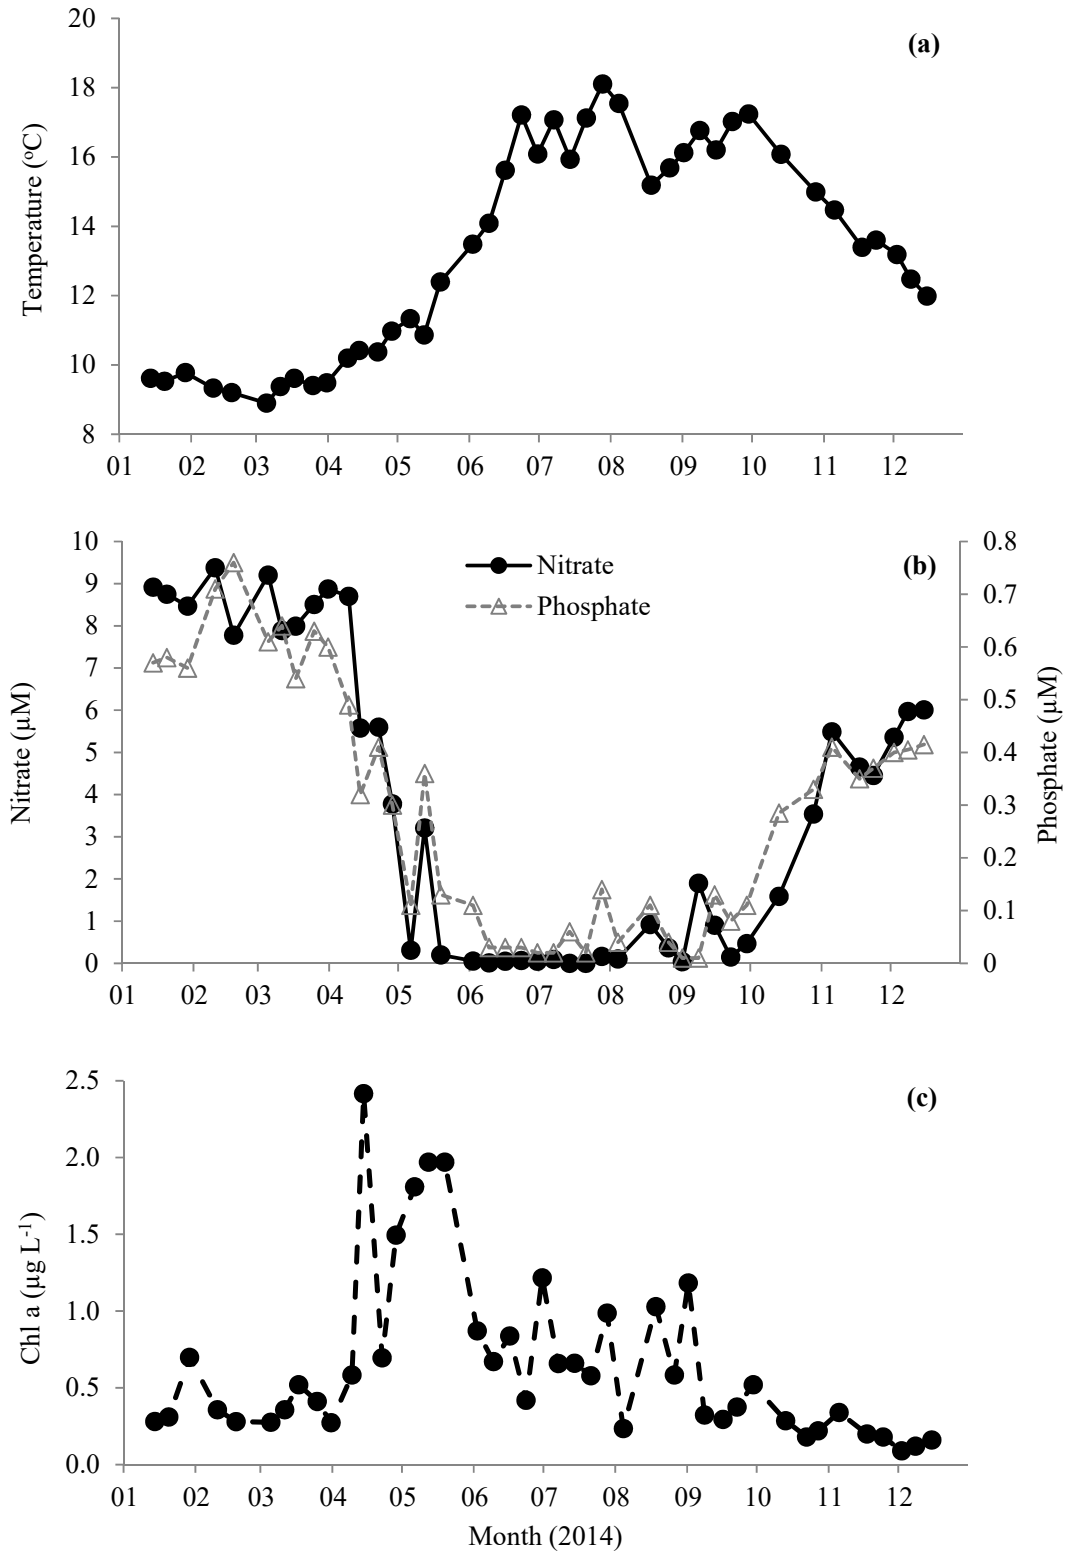 (a)
Temperature (ºC)
20
18
16
14
12
10
8
01 02 03 04 05 06 07 08 09 10 11 12
(b)
Nitrate
Phosphate
Nitrate (µM)
10
9
8
7
6
5
4
3
2
1
0
Phosphate (µM)
0.8
0.7
0.6
0.5
0.4
0.3
0.2
0.1
0
01 02 03 04 05 06 07 08 09 10 11 12
(c)
Chl a (µg L⁻¹)
2.5
2.0
1.5
1.0
0.5
0.0
01 02 03 04 05 06 07 08 09 10 11 12
Month (2014)